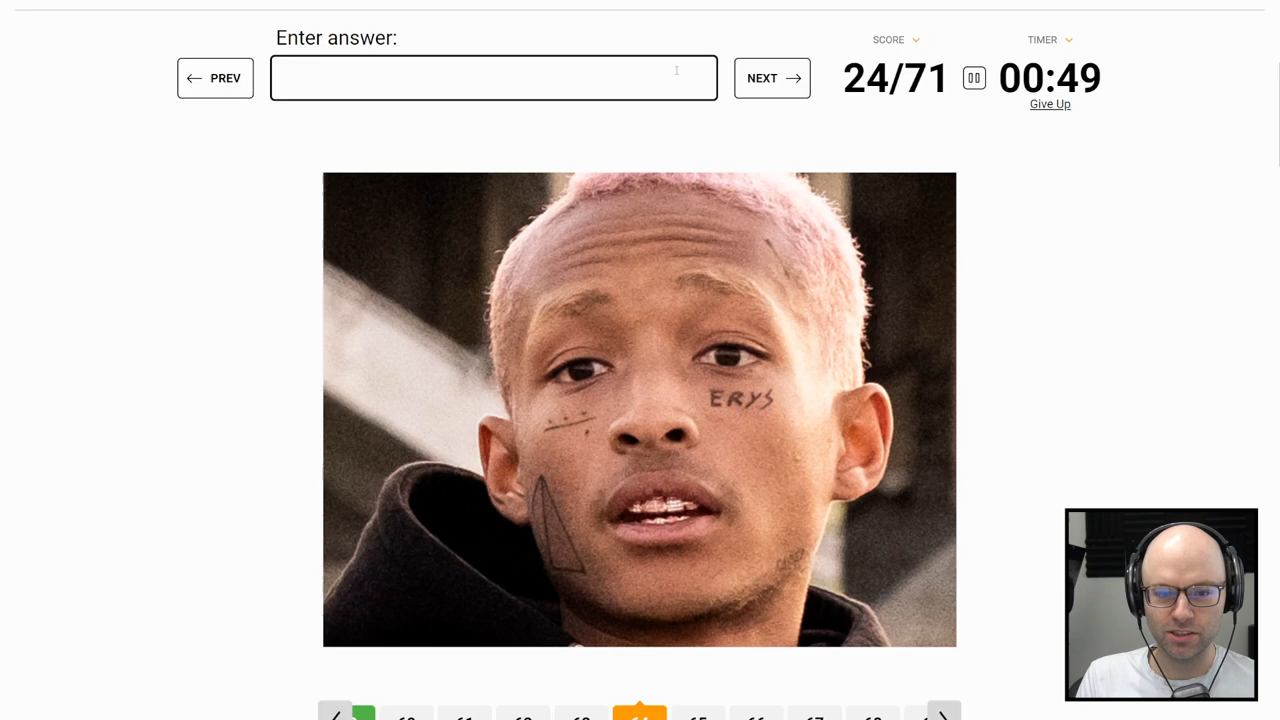 Enter answer:
SCORE
TIMER
← PREV
NEXT →
24/71
00:49
Give Up
ERYS